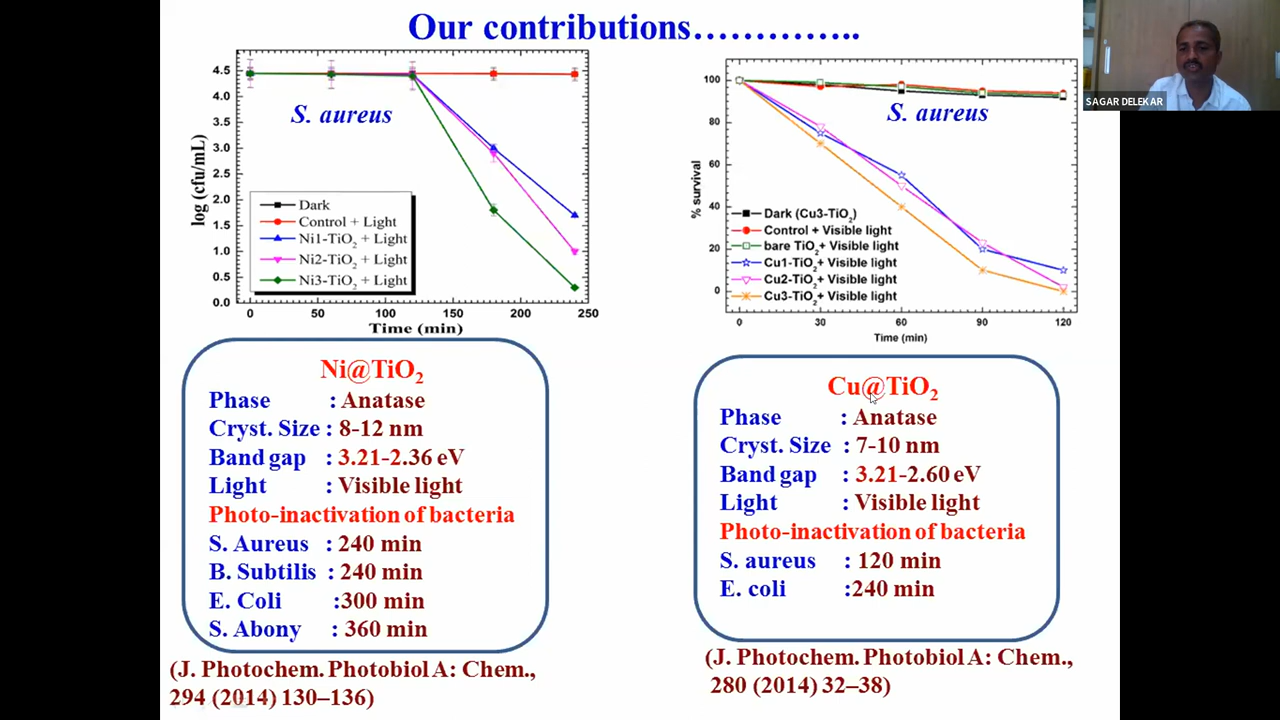 Our contributions…………..
SAGAR DELEKAR
4.5
4.0
3.5
3.0
2.5
2.0
1.5
1.0
0.5
0.0
log (cfu/mL)
S. aureus
Dark
Control + Light
Ni1-TiO2 + Light
Ni2-TiO2 + Light
Ni3-TiO2 + Light
0 50 100 150 200 250
Time (min)
100
80
60
40
20
0
% survival
S. aureus
Dark (Cu3-TiO2)
Control + Visible light
bare TiO2+ Visible light
Cu1-TiO2+ Visible light
Cu2-TiO2+ Visible light
Cu3-TiO2+ Visible light
0 30 60 90 120
Time (min)
Ni@TiO2
Phase : Anatase
Cryst. Size : 8-12 nm
Band gap : 3.21-2.36 eV
Light : Visible light
Photo-inactivation of bacteria
S. Aureus : 240 min
B. Subtilis : 240 min
E. Coli :300 min
S. Abony : 360 min
(J. Photochem. Photobiol A: Chem.,
294 (2014) 130–136)
Cu@TiO2
Phase : Anatase
Cryst. Size : 7-10 nm
Band gap : 3.21-2.60 eV
Light : Visible light
Photo-inactivation of bacteria
S. aureus : 120 min
E. coli :240 min
(J. Photochem. Photobiol A: Chem.,
280 (2014) 32–38)